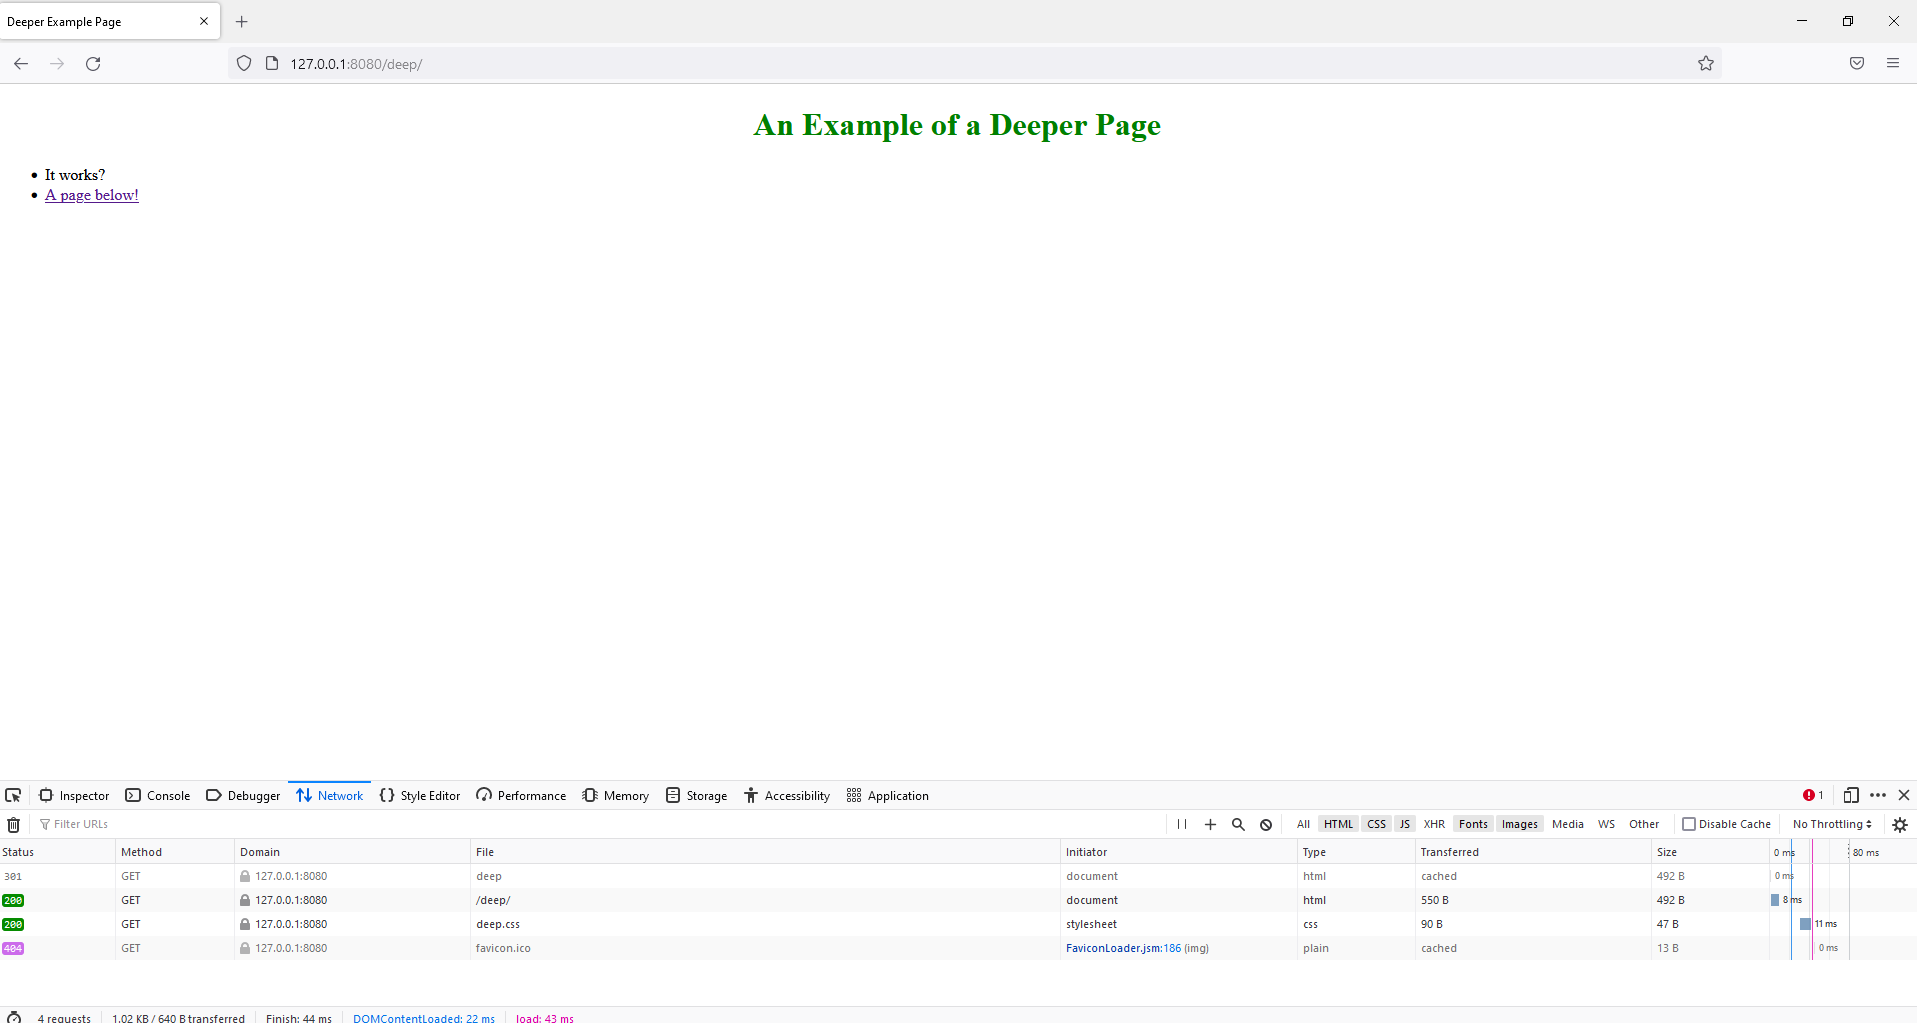 Deeper Example Page
127.0.0.1:8080/deep/
An Example of a Deeper Page
It works?
A page below!
Inspector Console Debugger Network Style Editor Performance Memory Storage Accessibility Application 1
Filter URLs All HTML CSS JS XHR Fonts Images Media WS Other Disable Cache No Throttling
Status Method Domain File Initiator Type Transferred Size 0 ms 80 ms
301 GET 127.0.0.1:8080 deep document html cached 492 B 0 ms
200 GET 127.0.0.1:8080 /deep/ document html 550 B 492 B 8 ms
200 GET 127.0.0.1:8080 deep.css stylesheet css 90 B 47 B 11 ms
404 GET 127.0.0.1:8080 favicon.ico FaviconLoader.jsm:186 (img) plain cached 13 B 0 ms
4 requests 1.02 KB / 640 B transferred Finish: 44 ms DOMContentLoaded: 22 ms load: 43 ms